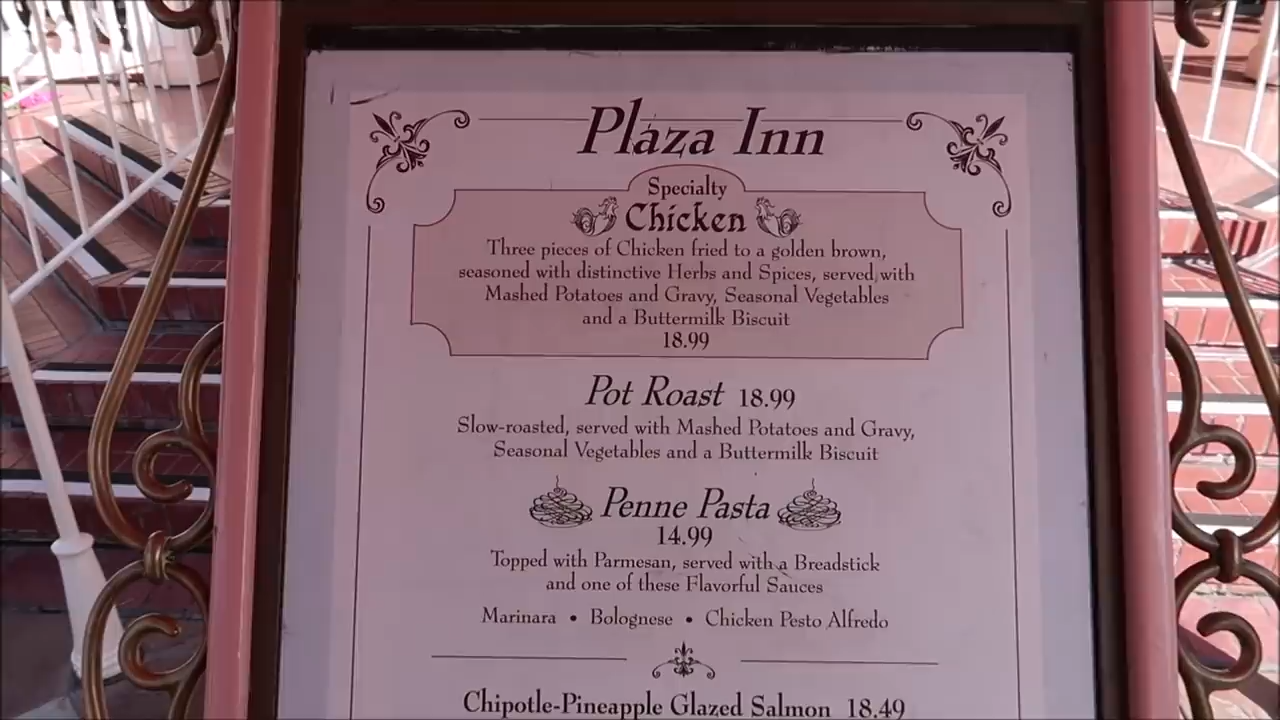 Plaza Inn
Specialty
Chicken
Three pieces of Chicken fried to a golden brown,
seasoned with distinctive Herbs and Spices, served with
Mashed Potatoes and Gravy, Seasonal Vegetables
and a Buttermilk Biscuit
18.99
Pot Roast 18.99
Slow-roasted, served with Mashed Potatoes and Gravy,
Seasonal Vegetables and a Buttermilk Biscuit
Penne Pasta
14.99
Topped with Parmesan, served with a Breadstick
and one of these Flavorful Sauces
Marinara • Bolognese • Chicken Pesto Alfredo
Chipotle-Pineapple Glazed Salmon 18.49